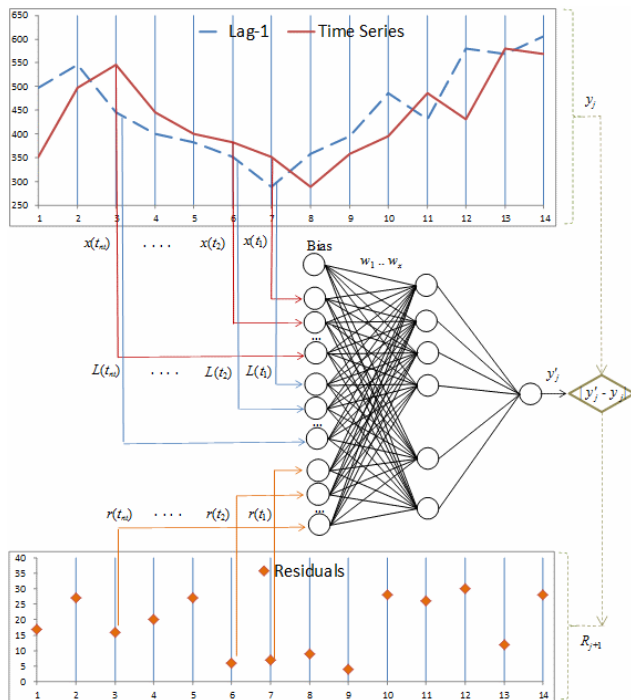 650
Lag-1 Time Series
600
550
500
450
400
350
300
250
1 2 3 4 5 6 7 8 9 10 11 12 13 14
y_j
x(t_m) .... x(t_2) x(t_1)
Bias
w_1 .. w_z
...
L(t_m) .... L(t_2) L(t_1)
y'_j
|y'_j - y_j|
...
r(t_m) .... r(t_2) r(t_1)
...
40
Residuals
35
30
25
20
15
10
5
0
1 2 3 4 5 6 7 8 9 10 11 12 13 14
R_{j+1}